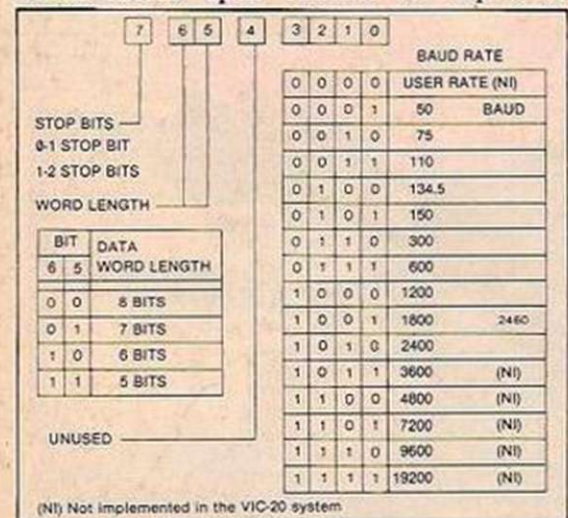 7 6 5 4 3 2 1 0
BAUD RATE
0 0 0 0 USER RATE (NI)
0 0 0 1 50 BAUD
0 0 1 0 75
0 0 1 1 110
0 1 0 0 134.5
0 1 0 1 150
0 1 1 0 300
0 1 1 1 600
1 0 0 0 1200
1 0 0 1 1800 2460
1 0 1 0 2400
1 0 1 1 3600 (NI)
1 1 0 0 4800 (NI)
1 1 0 1 7200 (NI)
1 1 1 0 9600 (NI)
1 1 1 1 19200 (NI)
STOP BITS
0-1 STOP BIT
1-2 STOP BITS
WORD LENGTH
BIT DATA
6 5 WORD LENGTH
0 0 8 BITS
0 1 7 BITS
1 0 6 BITS
1 1 5 BITS
UNUSED
(NI) Not implemented in the VIC-20 system